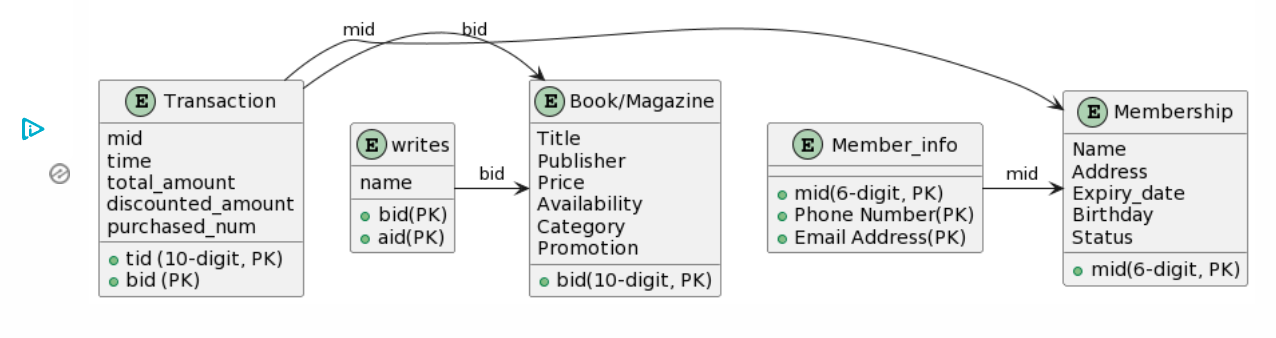 mid
bid
E Transaction
mid
time
total_amount
discounted_amount
purchased_num
tid (10-digit, PK)
bid (PK)
E writes
name
bid(PK)
aid(PK)
bid
E Book/Magazine
Title
Publisher
Price
Availability
Category
Promotion
bid(10-digit, PK)
E Member_info
mid(6-digit, PK)
Phone Number(PK)
Email Address(PK)
mid
E Membership
Name
Address
Expiry_date
Birthday
Status
mid(6-digit, PK)